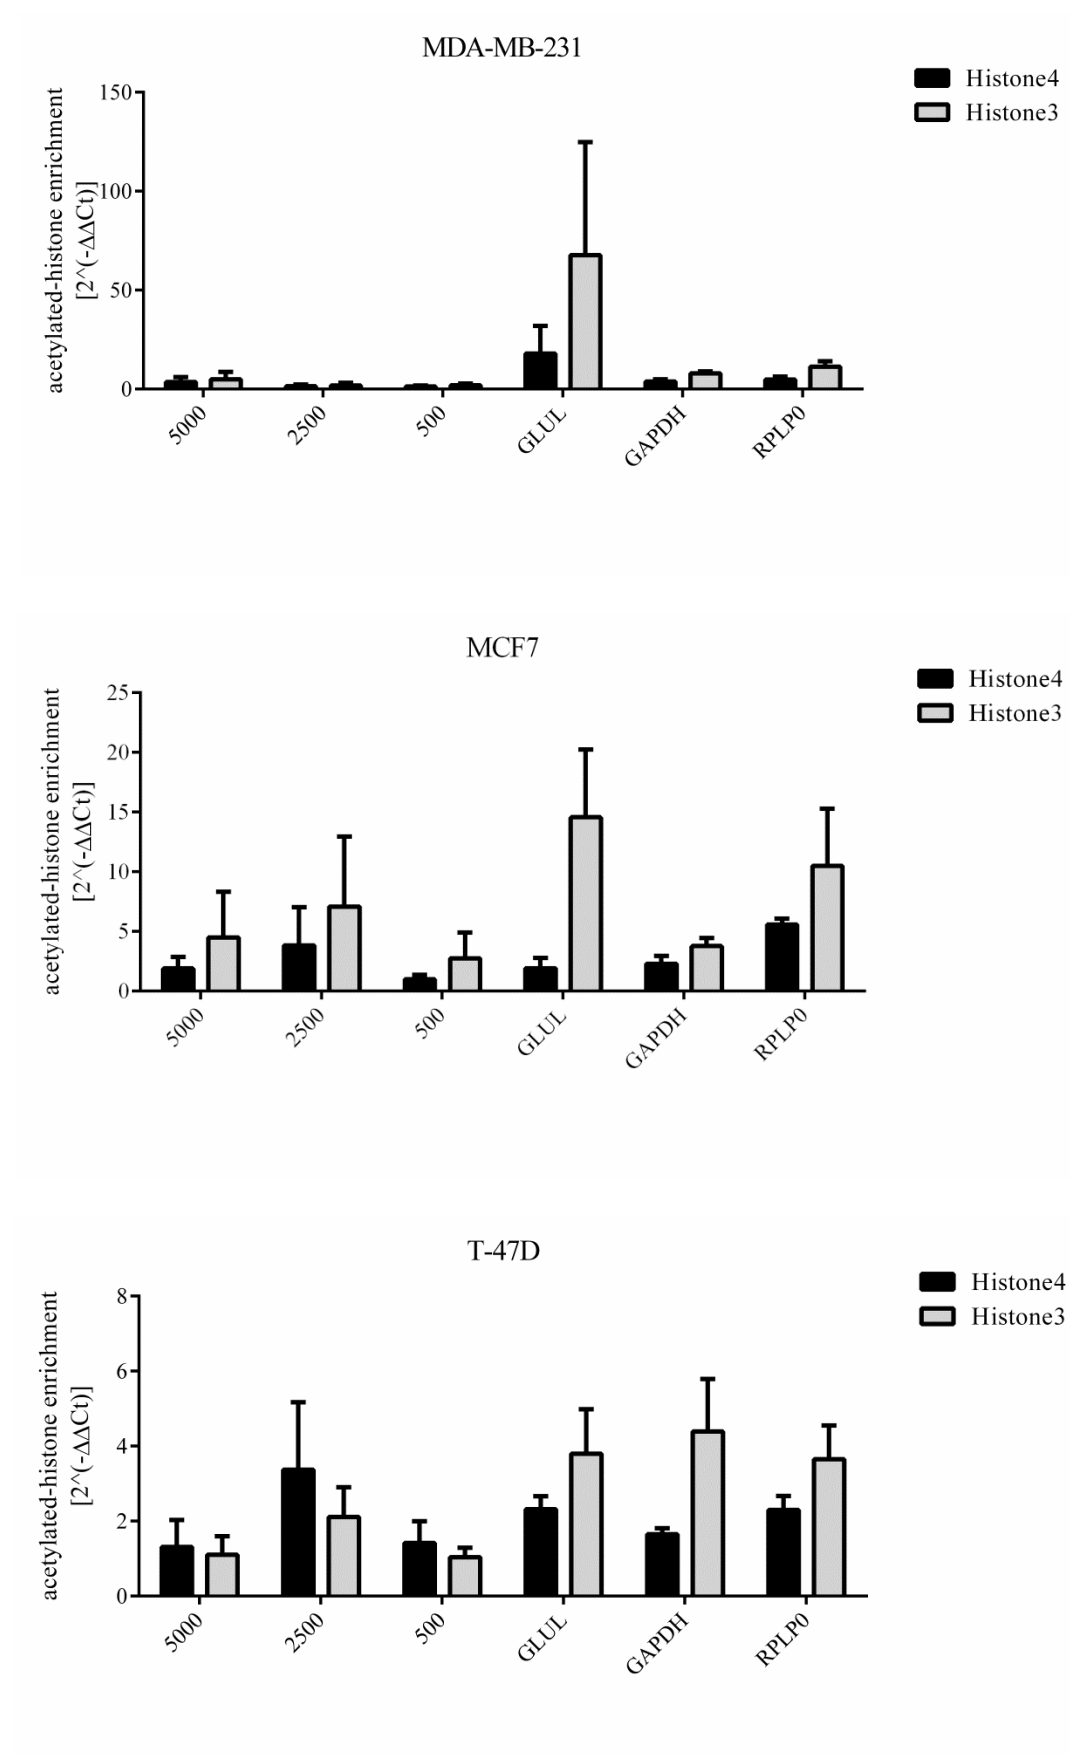 MDA-MB-231
Histone4
Histone3
acetylated-histone enrichment
[2^(-ΔΔCt)]
150
100
50
0
5000
2500
500
GLUL
GAPDH
RPLP0
MCF7
Histone4
Histone3
acetylated-histone enrichment
[2^(-ΔΔCt)]
25
20
15
10
5
0
5000
2500
500
GLUL
GAPDH
RPLP0
T-47D
Histone4
Histone3
acetylated-histone enrichment
[2^(-ΔΔCt)]
8
6
4
2
0
5000
2500
500
GLUL
GAPDH
RPLP0